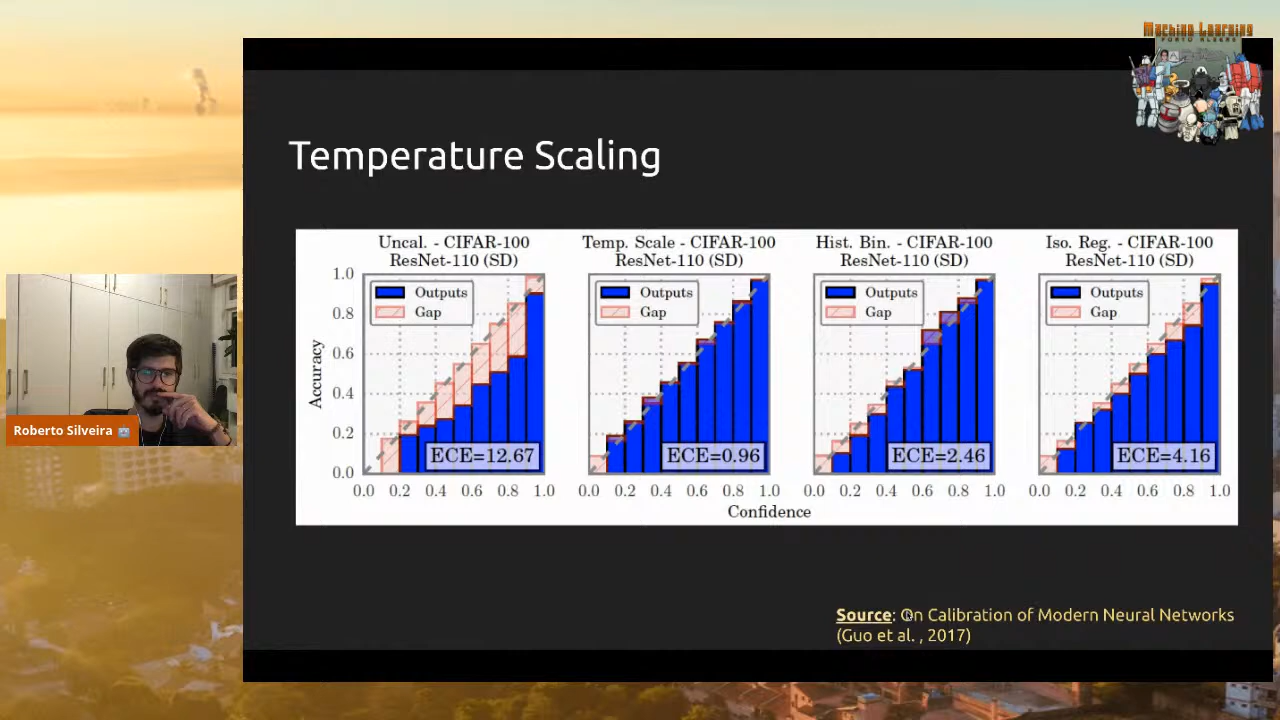 Machine Learning
PORTO ALEGRE
Temperature Scaling
Uncal. - CIFAR-100
ResNet-110 (SD)
Temp. Scale - CIFAR-100
ResNet-110 (SD)
Hist. Bin. - CIFAR-100
ResNet-110 (SD)
Iso. Reg. - CIFAR-100
ResNet-110 (SD)
Outputs
Gap
Outputs
Gap
Outputs
Gap
Outputs
Gap
Accuracy
1.0
0.8
0.6
0.4
0.2
0.0
ECE=12.67
ECE=0.96
ECE=2.46
ECE=4.16
0.0 0.2 0.4 0.6 0.8 1.0
0.0 0.2 0.4 0.6 0.8 1.0
0.0 0.2 0.4 0.6 0.8 1.0
0.0 0.2 0.4 0.6 0.8 1.0
Confidence
Roberto Silveira
Source: On Calibration of Modern Neural Networks
(Guo et al. , 2017)